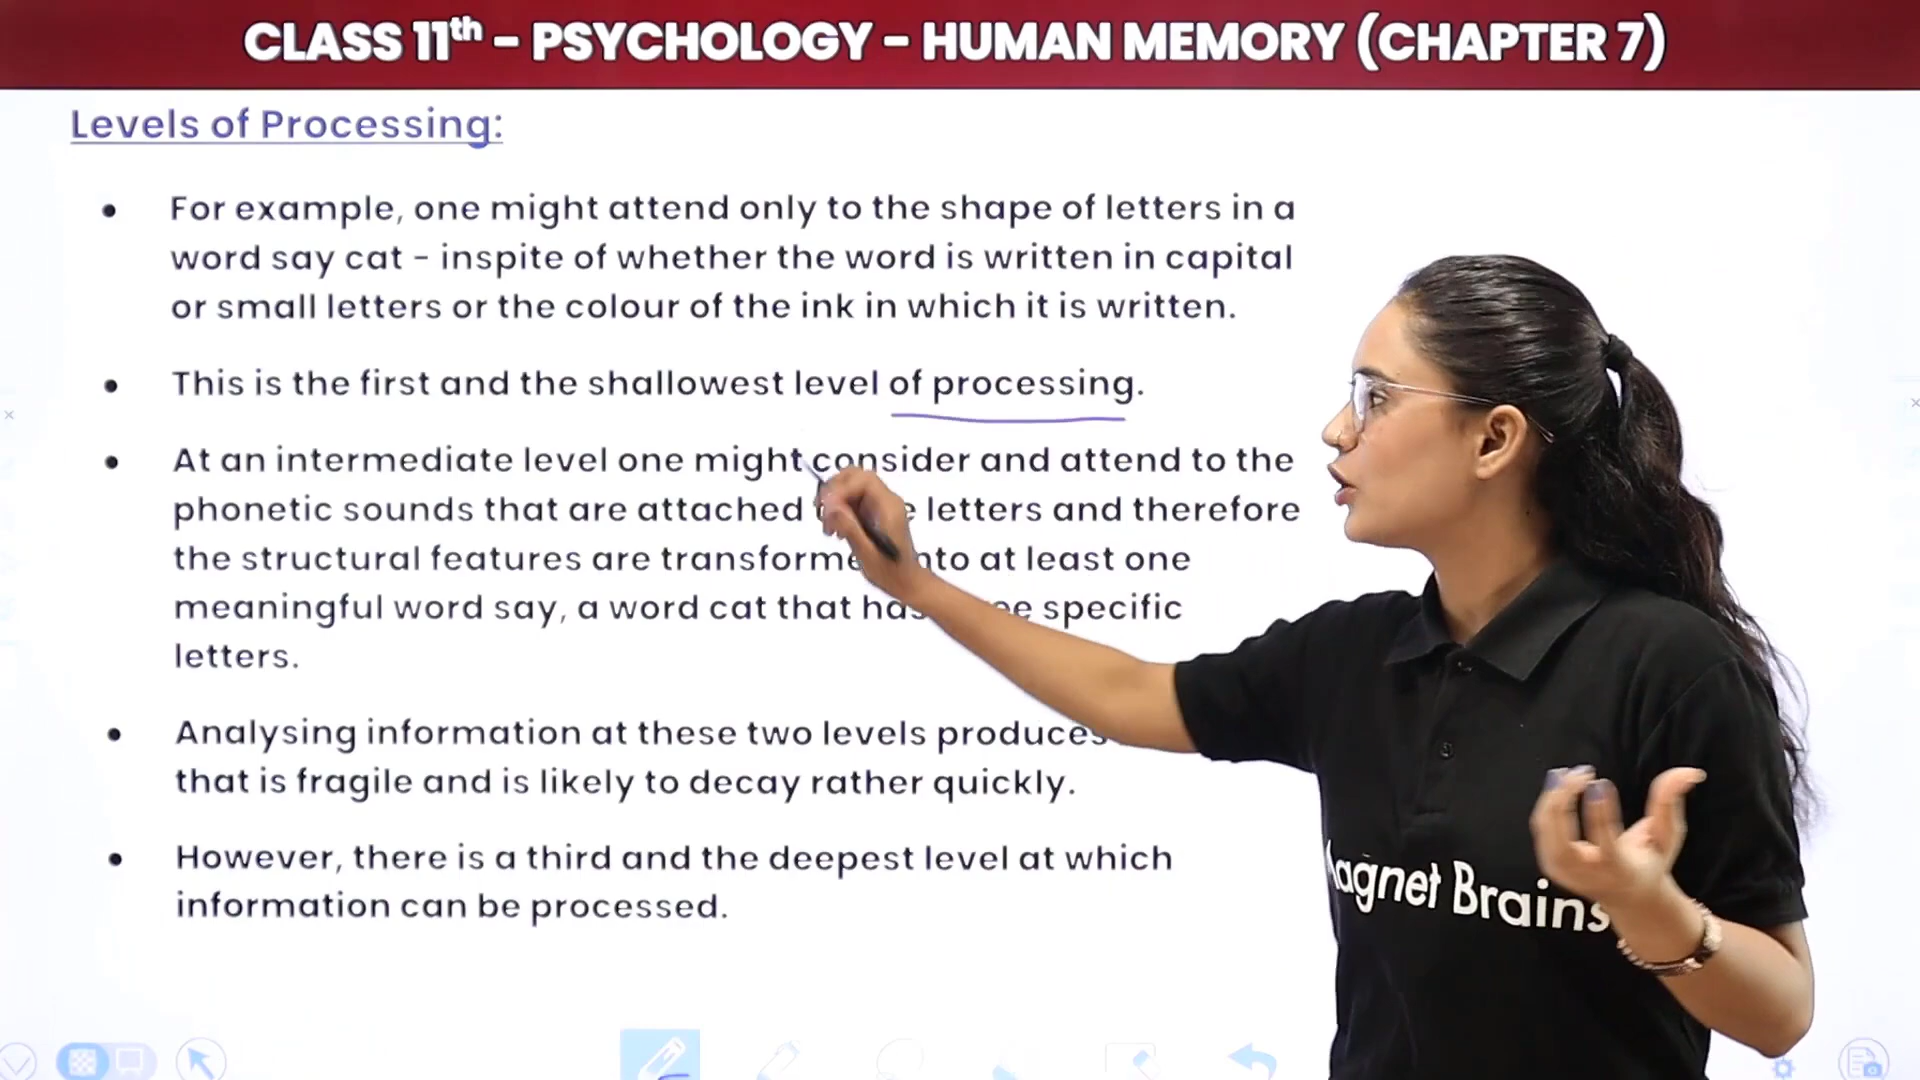 CLASS 11th - PSYCHOLOGY - HUMAN MEMORY (CHAPTER 7)
Levels of Processing:
• For example, one might attend only to the shape of letters in a
word say cat - inspite of whether the word is written in capital
or small letters or the colour of the ink in which it is written.
• This is the first and the shallowest level of processing.
• At an intermediate level one might consider and attend to the
phonetic sounds that are attached letters and therefore
the structural features are at least one
meaningful word say, a word cat that specific
letters.
• Analysing information at these two levels
that is fragile and is likely to decay rather quickly.
• However, there is a third and the deepest level at which
information can be processed.
Brains